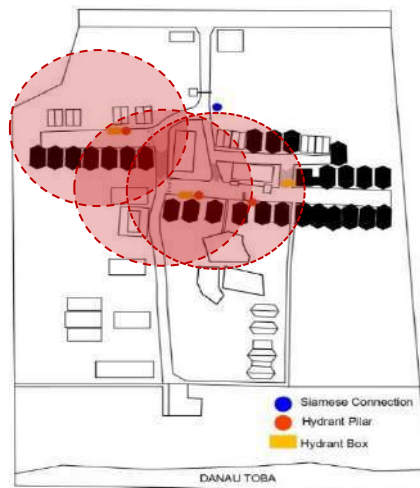 Siamese Connection
Hydrant Pilar
Hydrant Box
DANAU TOBA